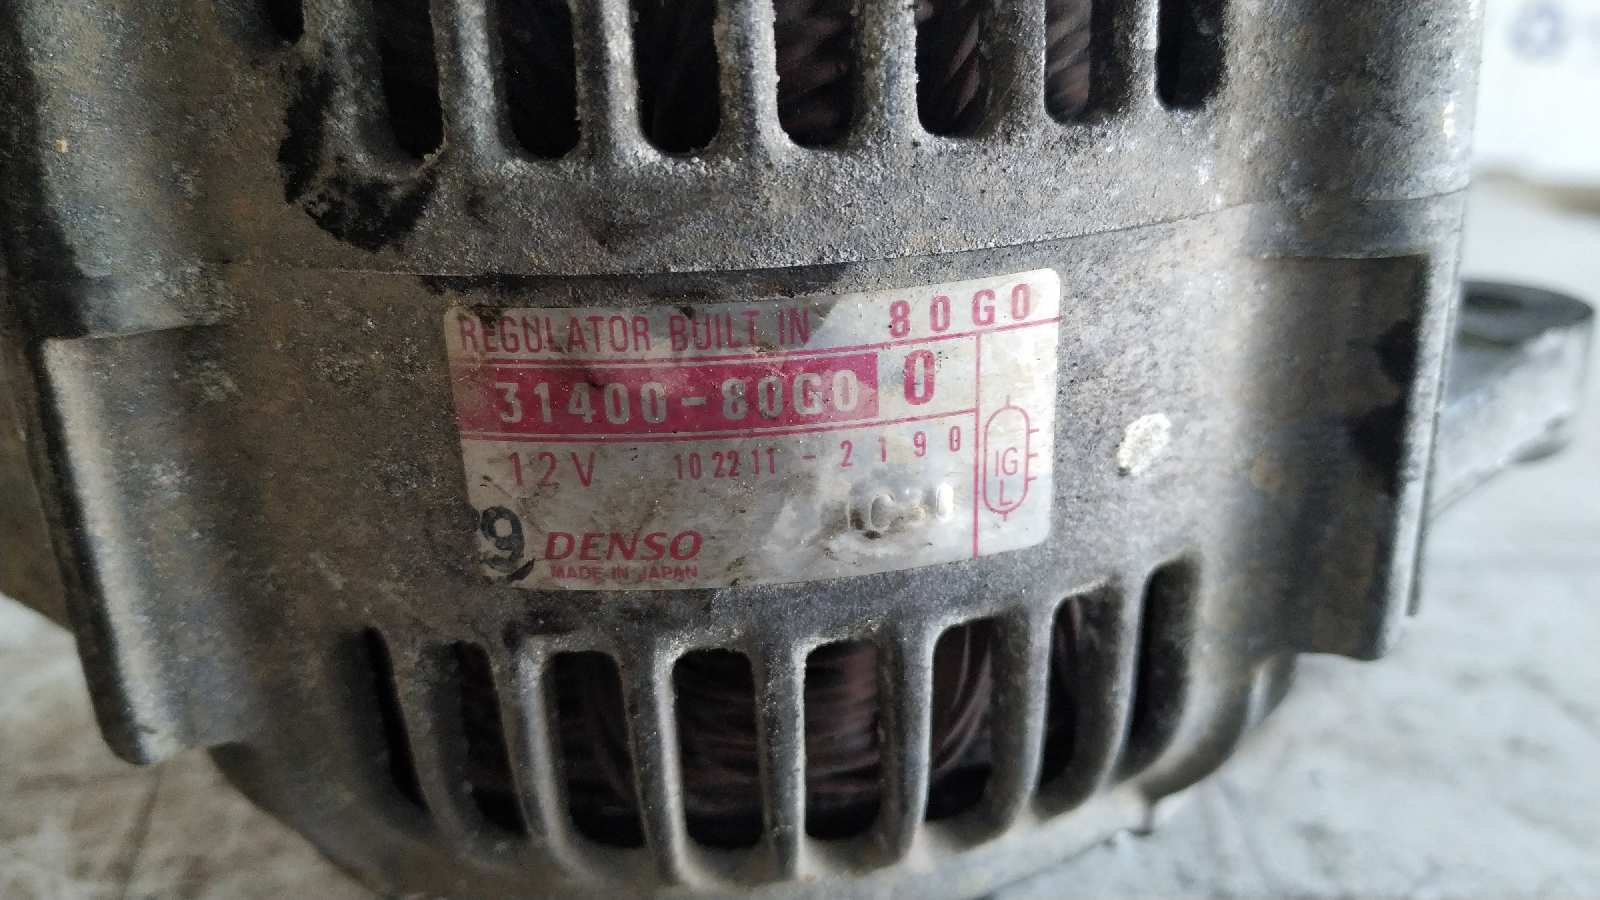 REGULATOR BUILT IN 80G0
31400-80G0 0
12V 102211-2190
IG
L
9 DENSO
MADE IN JAPAN